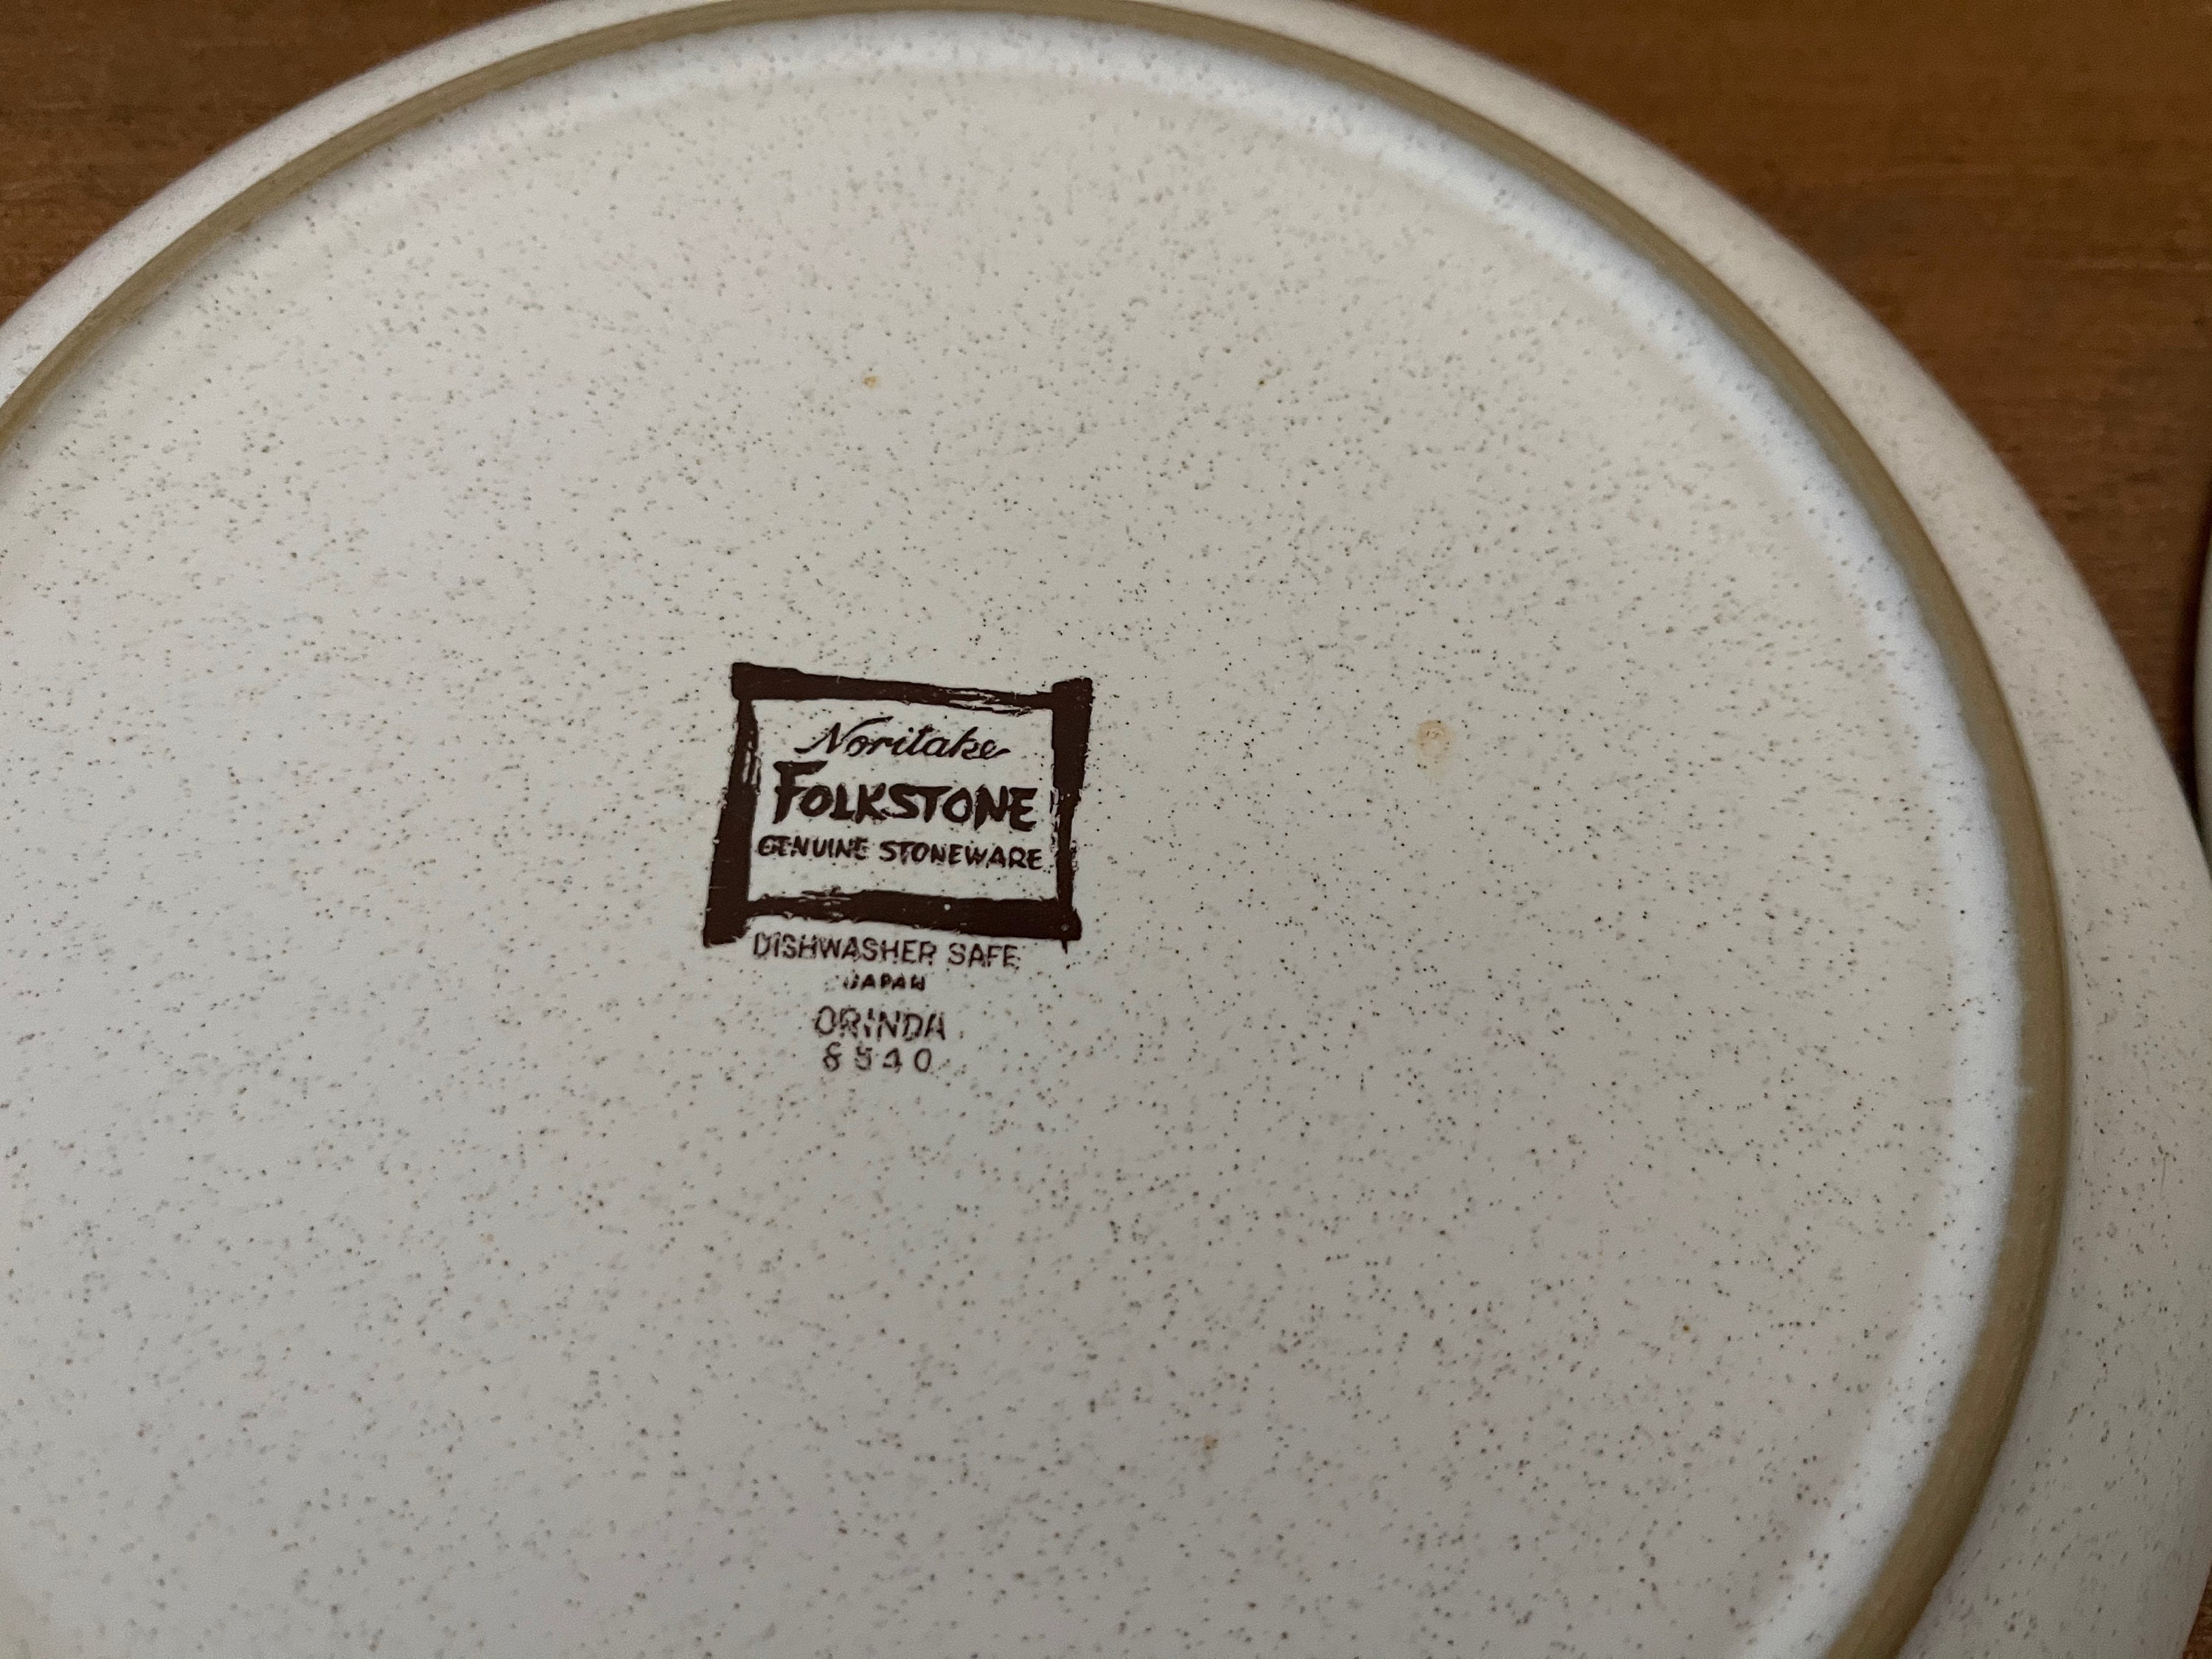 Noritake
FOLKSTONE
GENUINE STONEWARE
DISHWASHER SAFE
JAPAN
ORINDA
8540